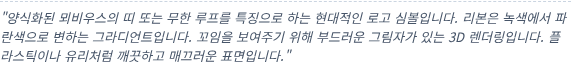 "양식화된 뫼비우스의 띠 또는 무한 루프를 특징으로 하는 현대적인 로고 심볼입니다. 리본은 녹색에서 파
란색으로 변하는 그라디언트입니다. 꼬임을 보여주기 위해 부드러운 그림자가 있는 3D 렌더링입니다. 플
라스틱이나 유리처럼 깨끗하고 매끄러운 표면입니다."